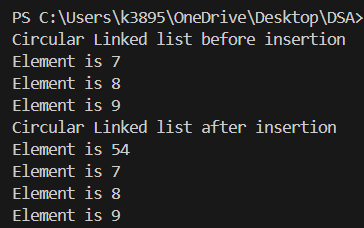 PS C:\Users\k3895\OneDrive\Desktop\DSA>
Circular Linked list before insertion
Element is 7
Element is 8
Element is 9
Circular Linked list after insertion
Element is 54
Element is 7
Element is 8
Element is 9